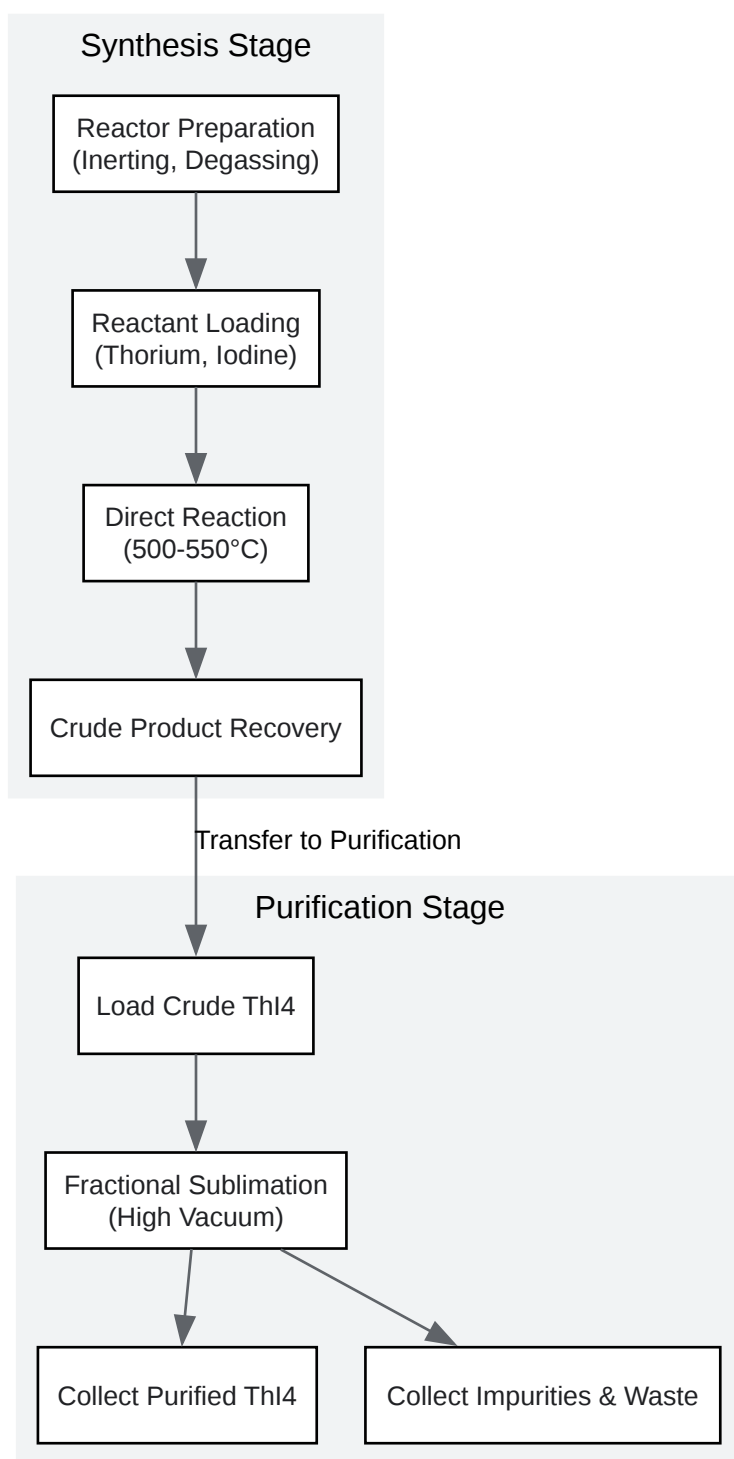 Synthesis Stage
Reactor Preparation
(Inerting, Degassing)
Reactant Loading
(Thorium, Iodine)
Direct Reaction
(500-550°C)
Crude Product Recovery
Transfer to Purification
Purification Stage
Load Crude ThI4
Fractional Sublimation
(High Vacuum)
Collect Purified ThI4
Collect Impurities & Waste